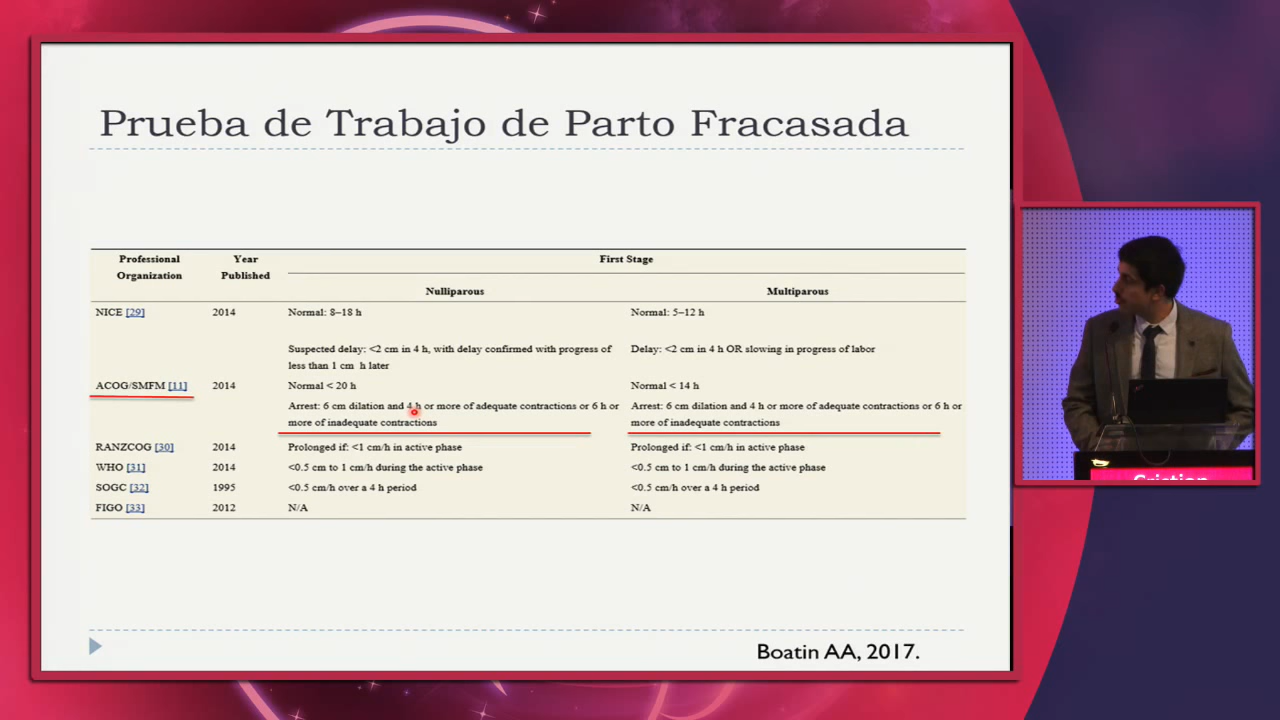 Prueba de Trabajo de Parto Fracasada
Professional Organization Year Published First Stage
Nulliparous Multiparous
NICE [29] 2014 Normal: 8–18 h Normal: 5–12 h
Suspected delay: <2 cm in 4 h, with delay confirmed with progress of less than 1 cm h later Delay: <2 cm in 4 h OR slowing in progress of labor
ACOG/SMFM [11] 2014 Normal < 20 h Normal < 14 h
Arrest: 6 cm dilation and 4 h or more of adequate contractions or 6 h or more of inadequate contractions Arrest: 6 cm dilation and 4 h or more of adequate contractions or 6 h or more of inadequate contractions
RANZCOG [30] 2014 Prolonged if: <1 cm/h in active phase Prolonged if: <1 cm/h in active phase
WHO [31] 2014 <0.5 cm to 1 cm/h during the active phase <0.5 cm to 1 cm/h during the active phase
SOGC [32] 1995 <0.5 cm/h over a 4 h period <0.5 cm/h over a 4 h period
FIGO [33] 2012 N/A N/A
Boatin AA, 2017.
Cristian